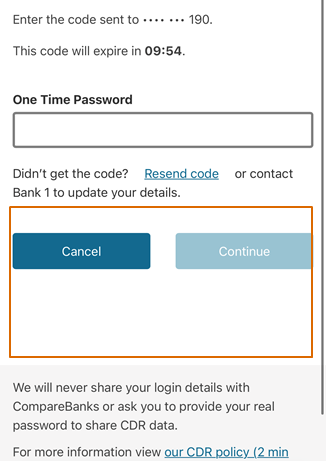 Enter the code sent to •••• ••• 190.
This code will expire in 09:54.
One Time Password
Didn't get the code? Resend code or contact
Bank 1 to update your details.
Cancel Continue
We will never share your login details with
CompareBanks or ask you to provide your real
password to share CDR data.
For more information view our CDR policy (2 min